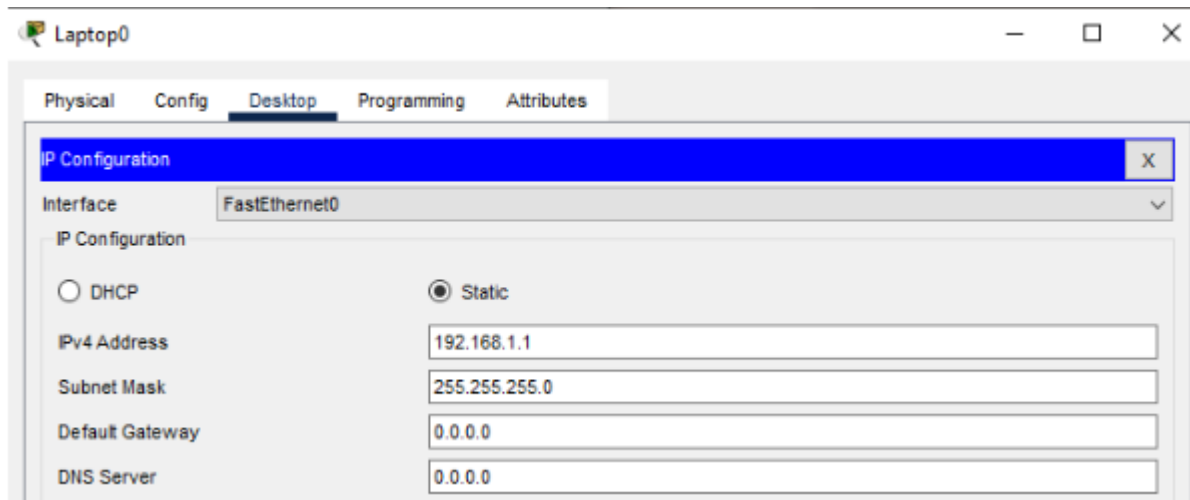 Laptop0
Physical Config Desktop Programming Attributes
IP Configuration X
Interface FastEthernet0
IP Configuration
DHCP Static
IPv4 Address 192.168.1.1
Subnet Mask 255.255.255.0
Default Gateway 0.0.0.0
DNS Server 0.0.0.0